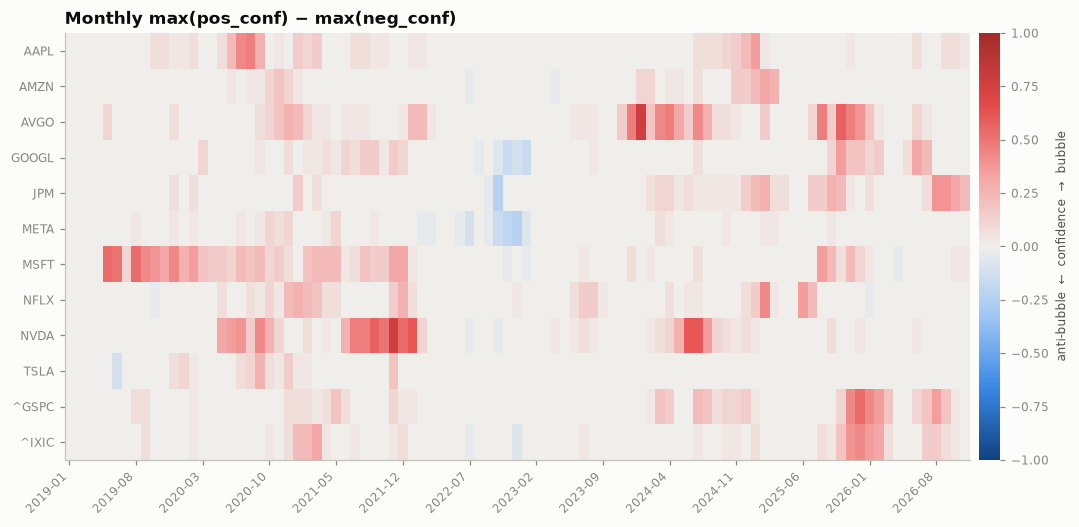 Monthly max(pos_conf) − max(neg_conf)
AAPL
AMZN
AVGO
GOOGL
JPM
META
MSFT
NFLX
NVDA
TSLA
^GSPC
^IXIC
2019-01
2019-08
2020-03
2020-10
2021-05
2021-12
2022-07
2023-02
2023-09
2024-04
2024-11
2025-06
2026-01
2026-08
1.00
0.75
0.50
0.25
0.00
−0.25
−0.50
−0.75
−1.00
anti-bubble ← confidence → bubble